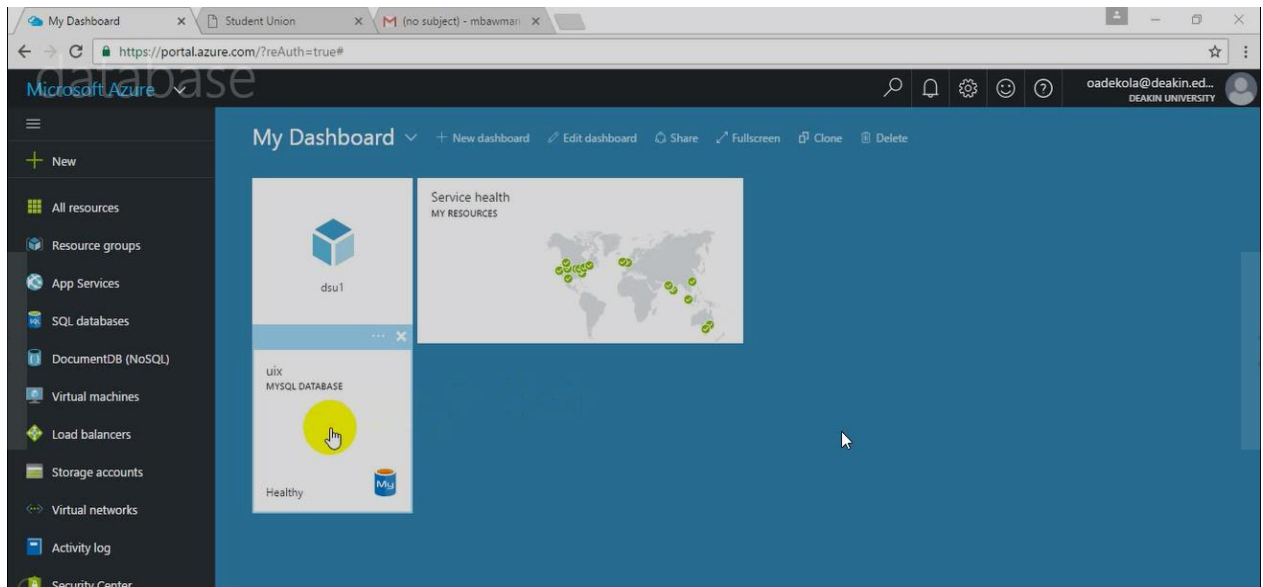 My Dashboard
Student Union
(no subject) - mbawman
https://portal.azure.com/?reAuth=true#
database
Microsoft Azure
oadekola@deakin.ed...
DEAKIN UNIVERSITY
My Dashboard
+ New dashboard
Edit dashboard
Share
Fullscreen
Clone
Delete
New
All resources
Resource groups
App Services
SQL databases
DocumentDB (NoSQL)
Virtual machines
Load balancers
Storage accounts
Virtual networks
Activity log
Security Center
dsu1
Service health
MY RESOURCES
uix
MYSQL DATABASE
Healthy
My